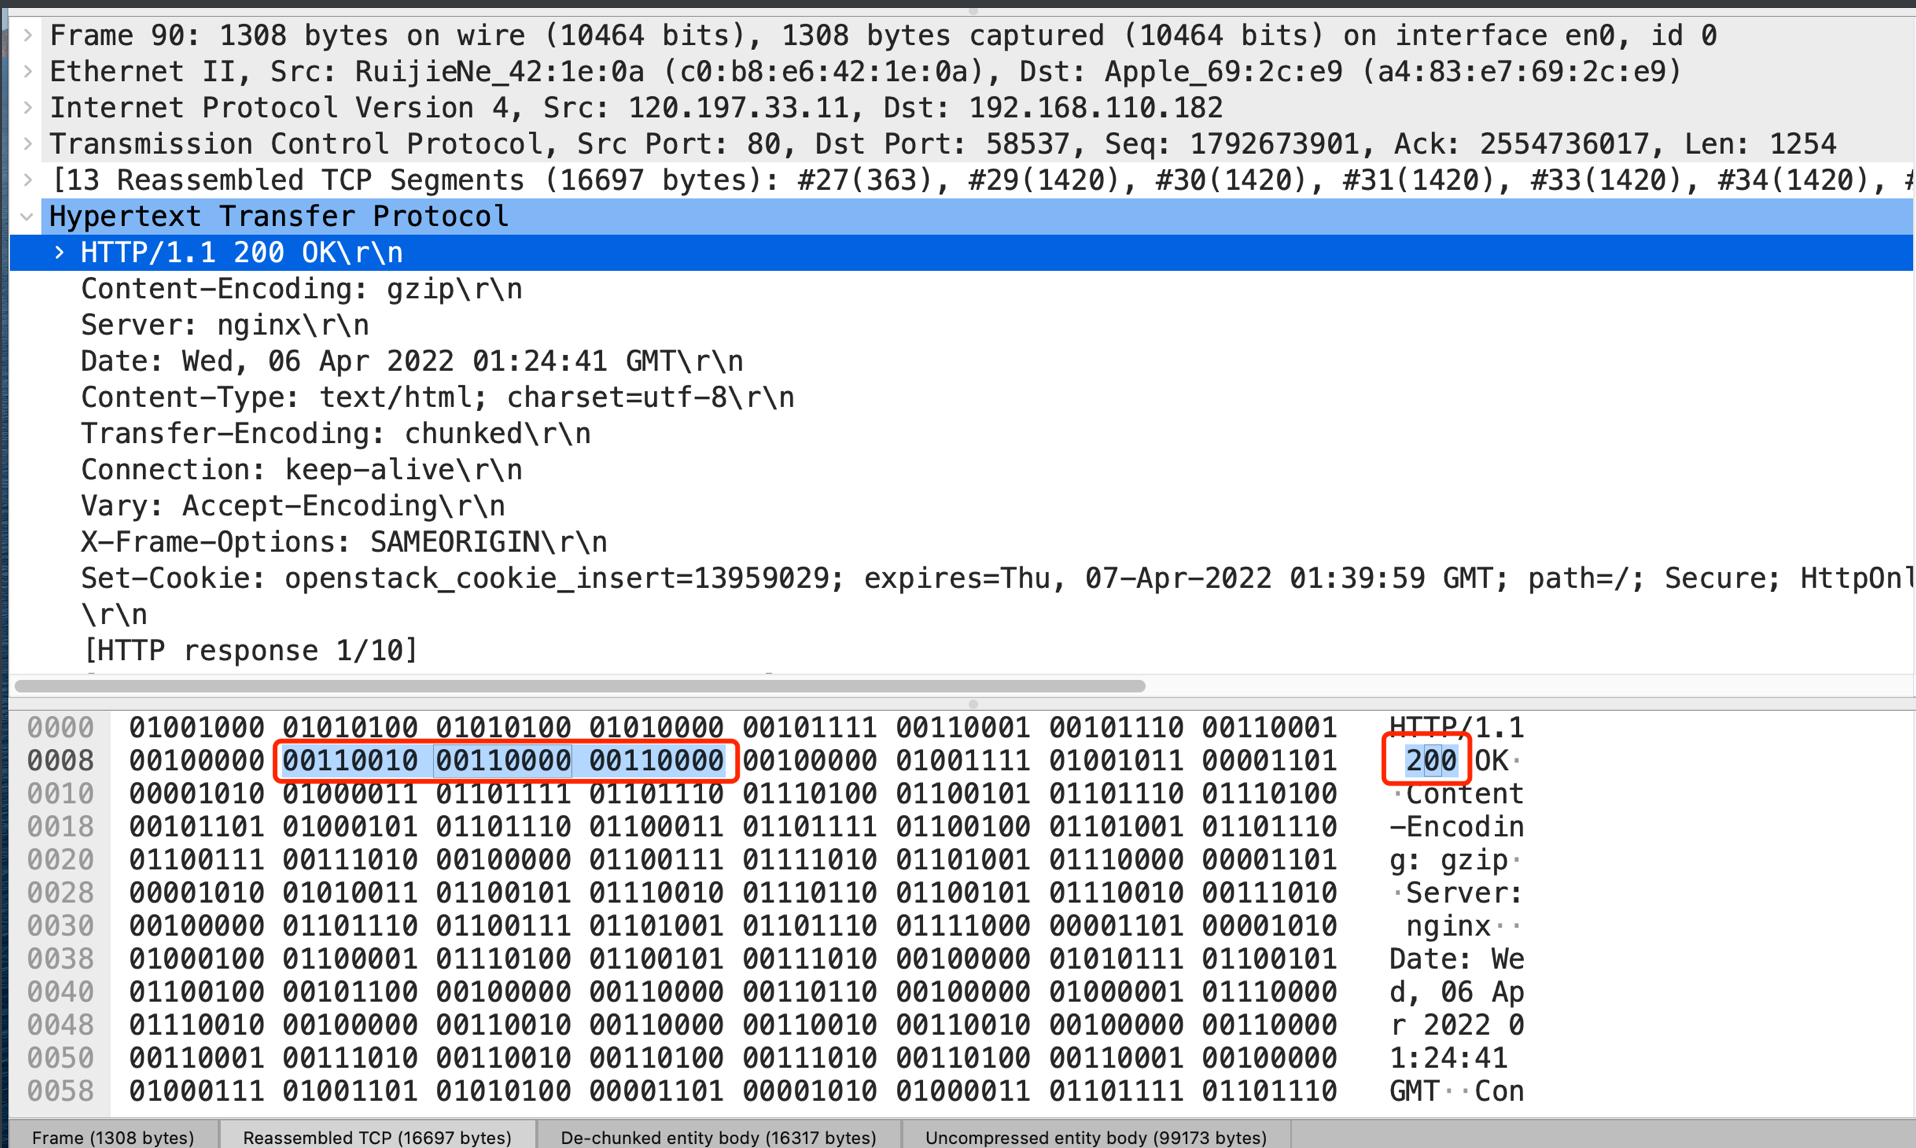 Frame 90: 1308 bytes on wire (10464 bits), 1308 bytes captured (10464 bits) on interface en0, id 0
Ethernet II, Src: RuijieNe_42:1e:0a (c0:b8:e6:42:1e:0a), Dst: Apple_69:2c:e9 (a4:83:e7:69:2c:e9)
Internet Protocol Version 4, Src: 120.197.33.11, Dst: 192.168.110.182
Transmission Control Protocol, Src Port: 80, Dst Port: 58537, Seq: 1792673901, Ack: 2554736017, Len: 1254
[13 Reassembled TCP Segments (16697 bytes): #27(363), #29(1420), #30(1420), #31(1420), #33(1420), #34(1420), #
Hypertext Transfer Protocol
HTTP/1.1 200 OK\r\n
Content-Encoding: gzip\r\n
Server: nginx\r\n
Date: Wed, 06 Apr 2022 01:24:41 GMT\r\n
Content-Type: text/html; charset=utf-8\r\n
Transfer-Encoding: chunked\r\n
Connection: keep-alive\r\n
Vary: Accept-Encoding\r\n
X-Frame-Options: SAMEORIGIN\r\n
Set-Cookie: openstack_cookie_insert=13959029; expires=Thu, 07-Apr-2022 01:39:59 GMT; path=/; Secure; HttpOnl
\r\n
[HTTP response 1/10]
0000 01001000 01010100 01010100 01010000 00101111 00110001 00101110 00110001 HTTP/1.1
0008 00100000 00110010 00110000 00110000 00100000 01001111 01001011 00001101 200 OK·
0010 00001010 01000011 01101111 01101110 01110100 01100101 01101110 01110100 ·Content
0018 00101101 01000101 01101110 01100011 01101111 01100100 01101001 01101110 -Encodin
0020 01100111 00111010 00100000 01100111 01111010 01101001 01110000 00001101 g: gzip·
0028 00001010 01010011 01100101 01110010 01110110 01100101 01110010 00111010 ·Server:
0030 00100000 01101110 01100111 01101001 01101110 01111000 00001101 00001010 nginx··
0038 01000100 01100001 01110100 01100101 00111010 00100000 01010111 01100101 Date: We
0040 01100100 00101100 00100000 00110000 00110110 00100000 01000001 01110000 d, 06 Ap
0048 01110010 00100000 00110010 00110000 00110010 00110010 00100000 00110000 r 2022 0
0050 00110001 00111010 00110010 00110100 00111010 00110100 00110001 00100000 1:24:41
0058 01000111 01001101 01010100 00001101 00001010 01000011 01101111 01101110 GMT··Con
Frame (1308 bytes) Reassembled TCP (16697 bytes) De-chunked entity body (16317 bytes) Uncompressed entity body (99173 bytes)